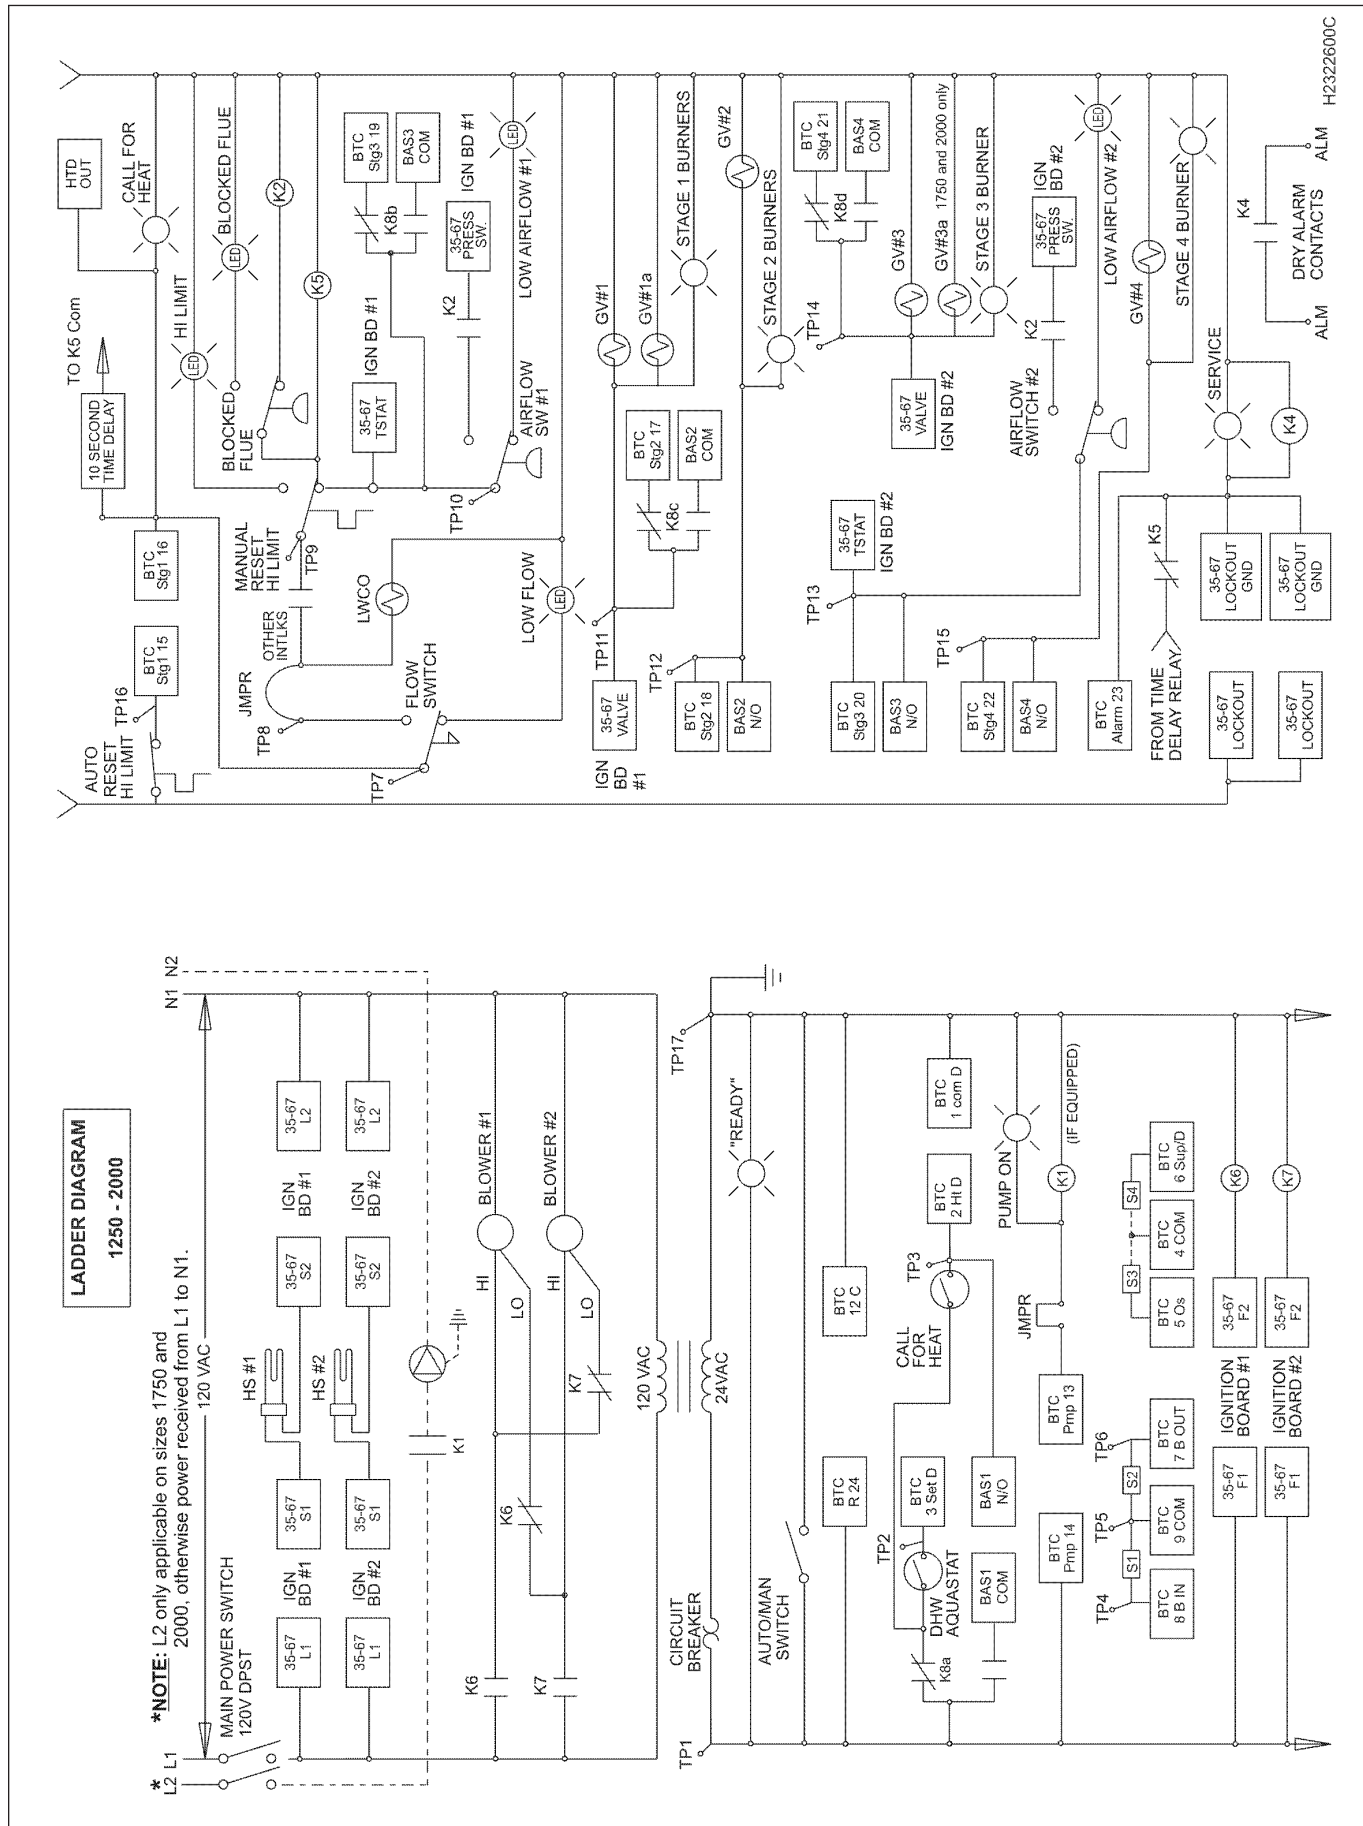 LADDER DIAGRAM
1250 - 2000
*NOTE: L2 only applicable on sizes 1750 and
2000, otherwise power received from L1 to N1.
* L2 L1
120 VAC
N1 N2
MAIN POWER SWITCH
120V DPST
HS #1
35-67 L1
IGN BD #1
35-67 S1
35-67 S2
IGN BD #1
35-67 L2
HS #2
35-67 L1
IGN BD #2
35-67 S1
35-67 S2
IGN BD #2
35-67 L2
K1
K6
K6
HI
LO
BLOWER #1
K7
K7
HI
LO
BLOWER #2
120 VAC
24VAC
TP1
CIRCUIT BREAKER
TP17
"READY"
AUTO/MAN SWITCH
BTC R 24
BTC 12 C
K8a
DHW AQUASTAT
TP2
BTC 3 Set D
CALL FOR HEAT
TP3
BTC 2 Ht D
BTC 1 com D
BAS1 COM
BAS1 N/O
PUMP ON
BTC Pmp 14
BTC Pmp 13
JMPR
K1
(IF EQUIPPED)
TP4
S1
TP5
S2
TP6
S3
S4
BTC 8 B IN
BTC 9 COM
BTC 7 B OUT
BTC 5 Os
BTC 4 COM
BTC 6 Sup/D
35-67 F1
IGNITION BOARD #1
35-67 F2
K6
35-67 F1
IGNITION BOARD #2
35-67 F2
K7
AUTO RESET HI LIMIT
TP16
BTC Stg1 15
BTC Stg1 16
10 SECOND TIME DELAY
TO K5 Com
HTD OUT
CALL FOR HEAT
HI LIMIT
LED
BLOCKED FLUE
LED
BLOCKED FLUE
K2
K5
TP7
FLOW SWITCH
TP8
JMPR
OTHER INTLKS
TP9
MANUAL RESET HI LIMIT
LWCO
35-67 TSTAT
IGN BD #1
K8b
BTC Stg3 19
BAS3 COM
K2
35-67 PRESS SW.
IGN BD #1
TP10
AIRFLOW SW #1
LOW AIRFLOW #1
LED
LOW FLOW
LED
IGN BD #1
35-67 VALVE
TP11
GV#1
GV#1a
STAGE 1 BURNERS
K8c
BTC Stg2 17
BAS2 COM
TP12
BTC Stg2 18
BAS2 N/O
GV#2
STAGE 2 BURNERS
TP14
K8d
BTC Stg4 21
BAS4 COM
35-67 VALVE
IGN BD #2
GV#3
GV#3a 1750 and 2000 only
STAGE 3 BURNER
TP13
35-67 TSTAT
IGN BD #2
BTC Stg3 20
BAS3 N/O
AIRFLOW SWITCH #2
K2
35-67 PRESS SW.
IGN BD #2
LOW AIRFLOW #2
LED
TP15
BTC Stg4 22
BAS4 N/O
GV#4
STAGE 4 BURNER
BTC Alarm 23
FROM TIME DELAY RELAY
K5
SERVICE
35-67 LOCKOUT
35-67 LOCKOUT GND
35-67 LOCKOUT
35-67 LOCKOUT GND
K4
K4
ALM
DRY ALARM CONTACTS
ALM
H2322600C